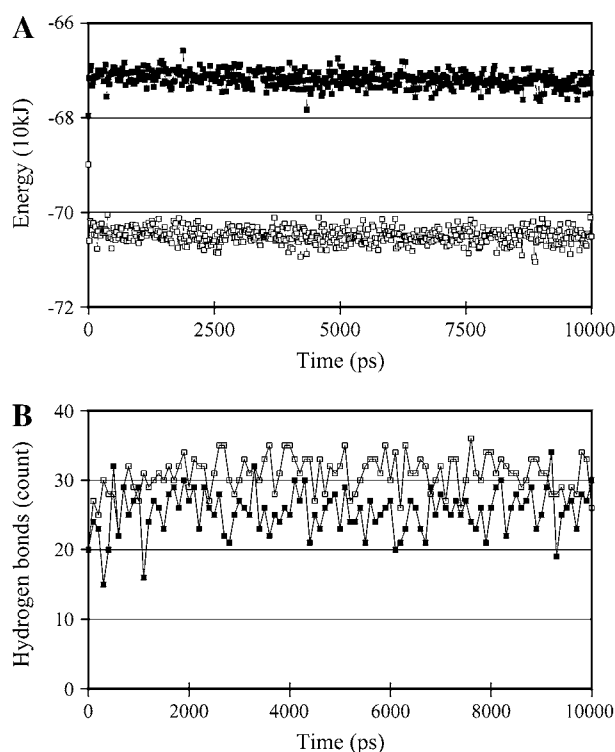 A
-66
-68
-70
-72
Energy (10kJ)
0 2500 5000 7500 10000
Time (ps)
B
40
30
20
10
0
Hydrogen bonds (count)
0 2000 4000 6000 8000 10000
Time (ps)